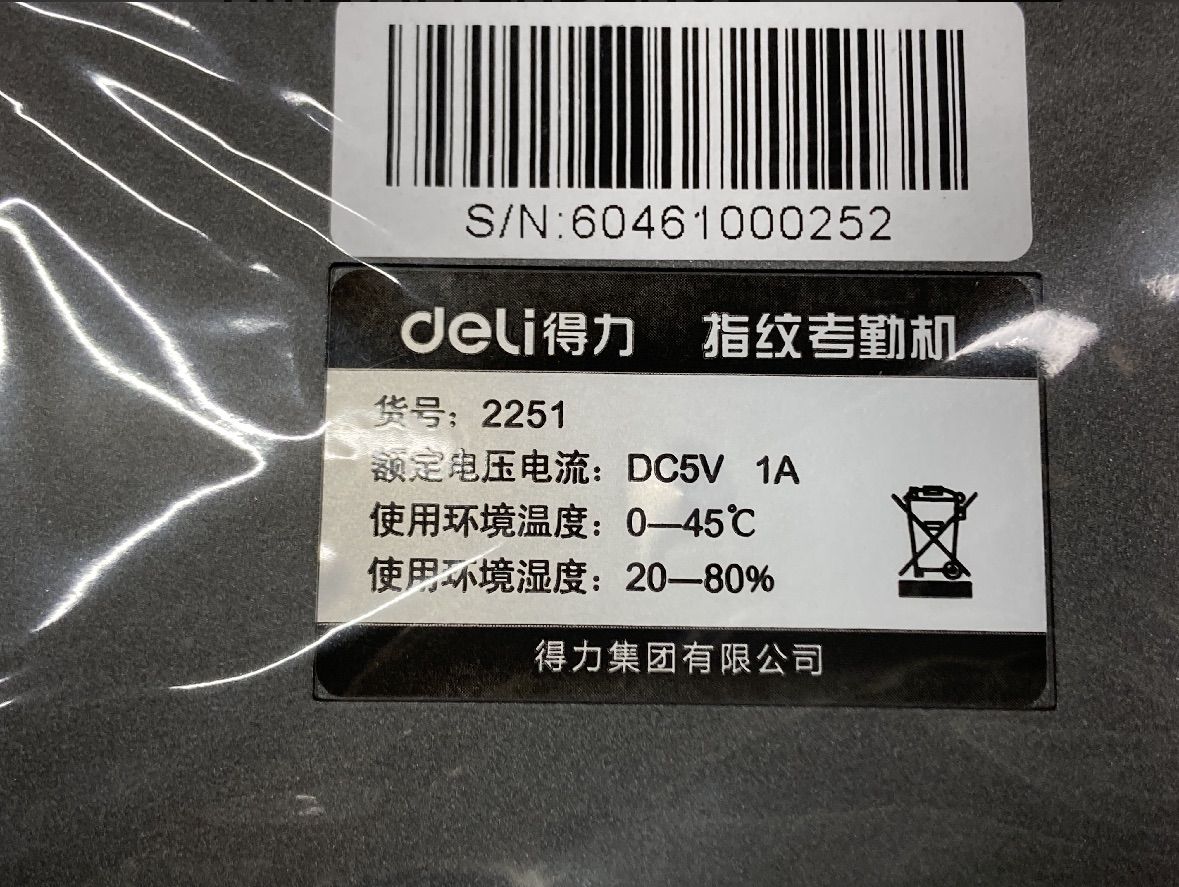 S/N:60461000252
deli得力 指纹考勤机
货号：2251
额定电压电流：DC5V 1A
使用环境温度：0—45℃
使用环境湿度：20—80%
得力集团有限公司